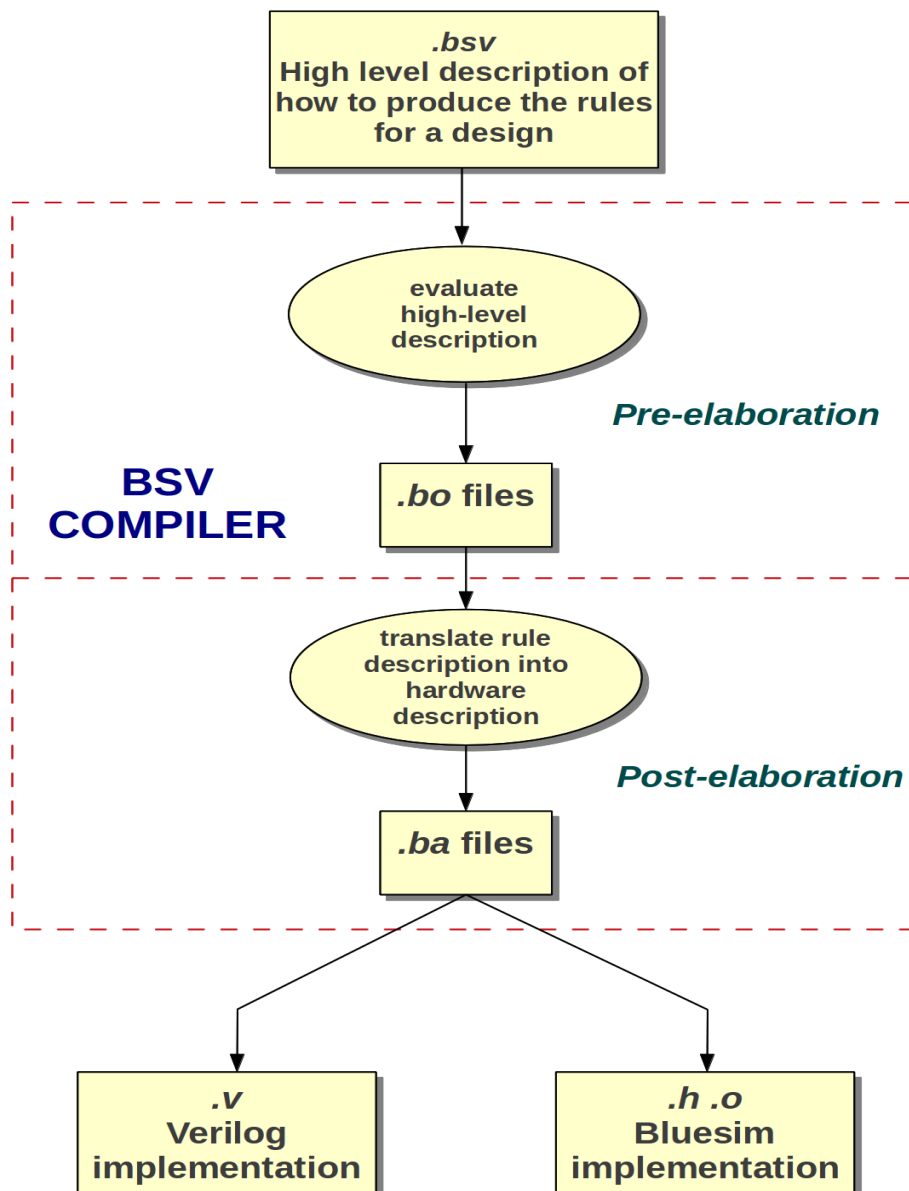 .bsv
High level description of
how to produce the rules
for a design
evaluate
high-level
description
Pre-elaboration
BSV
COMPILER
.bo files
translate rule
description into
hardware
description
Post-elaboration
.ba files
.v
Verilog
implementation
.h .o
Bluesim
implementation